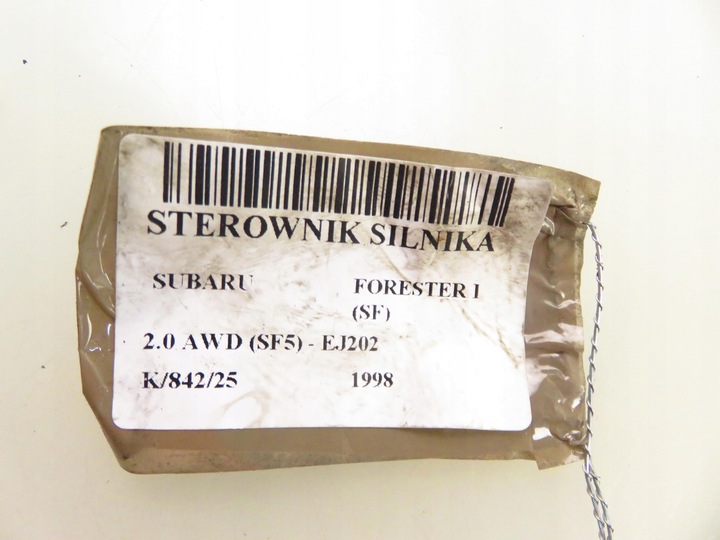 STEROWNIK SILNIKA
SUBARU FORESTER I
(SF)
2.0 AWD (SF5) - EJ202
K/842/25 1998